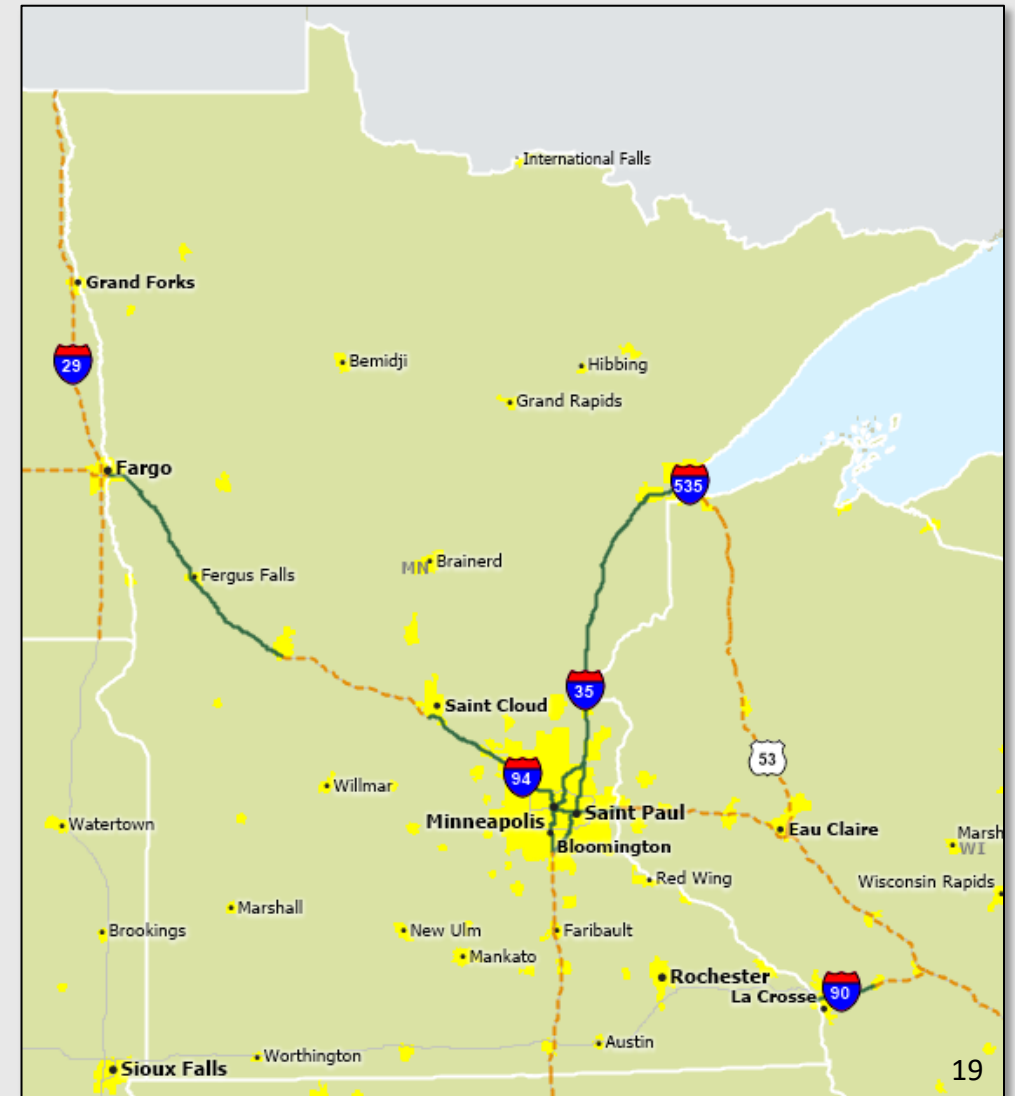 International Falls
Grand Forks
29
Bemidji
Hibbing
Grand Rapids
Fargo
535
MN
Brainerd
Fergus Falls
35
Saint Cloud
53
94
Willmar
Minneapolis
Saint Paul
Watertown
Eau Claire
Bloomington
Marsh
WI
Red Wing
Wisconsin Rapids
Marshall
Brookings
New Ulm
Faribault
Mankato
Rochester
La Crosse
90
Austin
Worthington
Sioux Falls
19